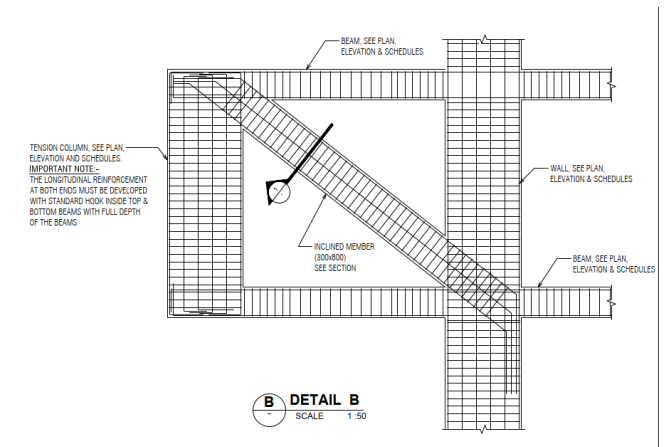 BEAM, SEE PLAN,
ELEVATION & SCHEDULES
TENSION COLUMN, SEE PLAN,
ELEVATION AND SCHEDULES.
IMPORTANT NOTE:-
THE LONGITUDINAL REINFORCEMENT
AT BOTH ENDS MUST BE DEVELOPED
WITH STANDARD HOOK INSIDE TOP &
BOTTOM BEAMS WITH FULL DEPTH
OF THE BEAMS
WALL, SEE PLAN,
ELEVATION & SCHEDULES
INCLINED MEMBER
(300x800)
SEE SECTION
BEAM, SEE PLAN,
ELEVATION & SCHEDULES
B
-
DETAIL B
SCALE 1 :50